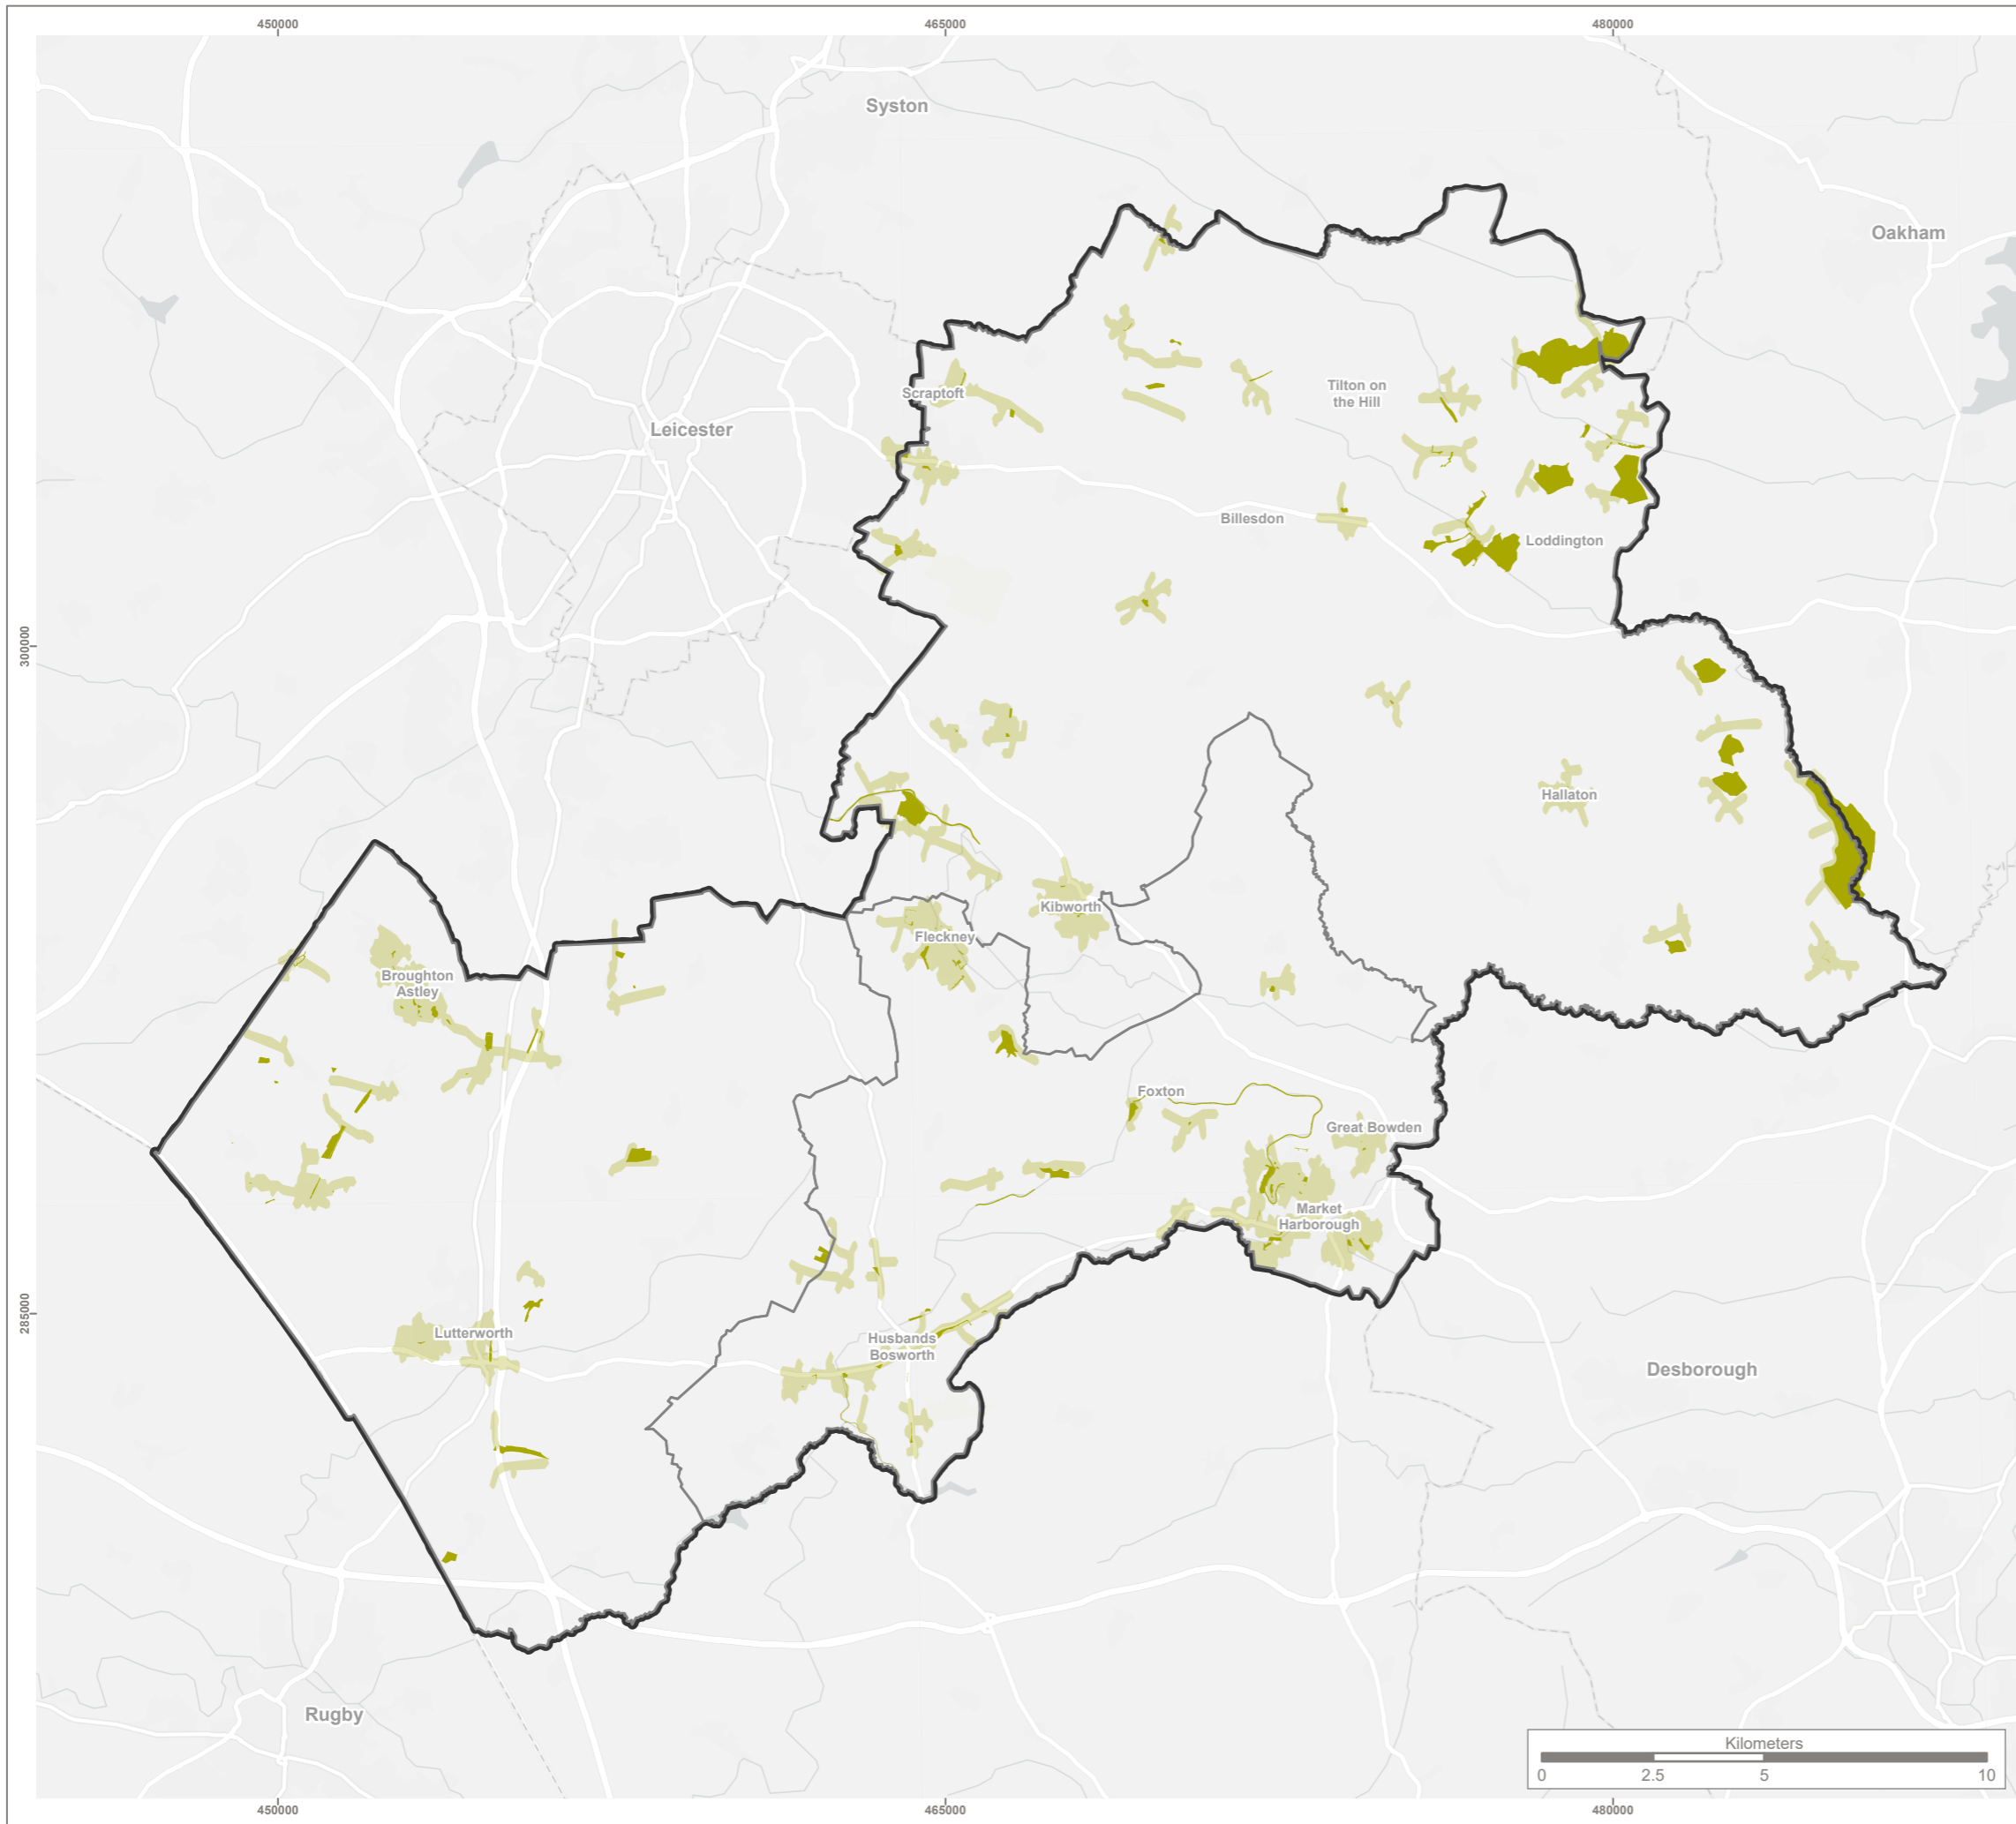 450000
465000
480000
Syston
Oakham
Scraptoft
Tilton on
the Hill
Leicester
Billesdon
Loddington
300000
Hallaton
Kibworth
Fleckney
Broughton
Astley
Foxton
Great Bowden
Market
Harborough
285000
Lutterworth
Husbands
Bosworth
Desborough
Rugby
Kilometers
0
2.5
5
10
450000
465000
480000